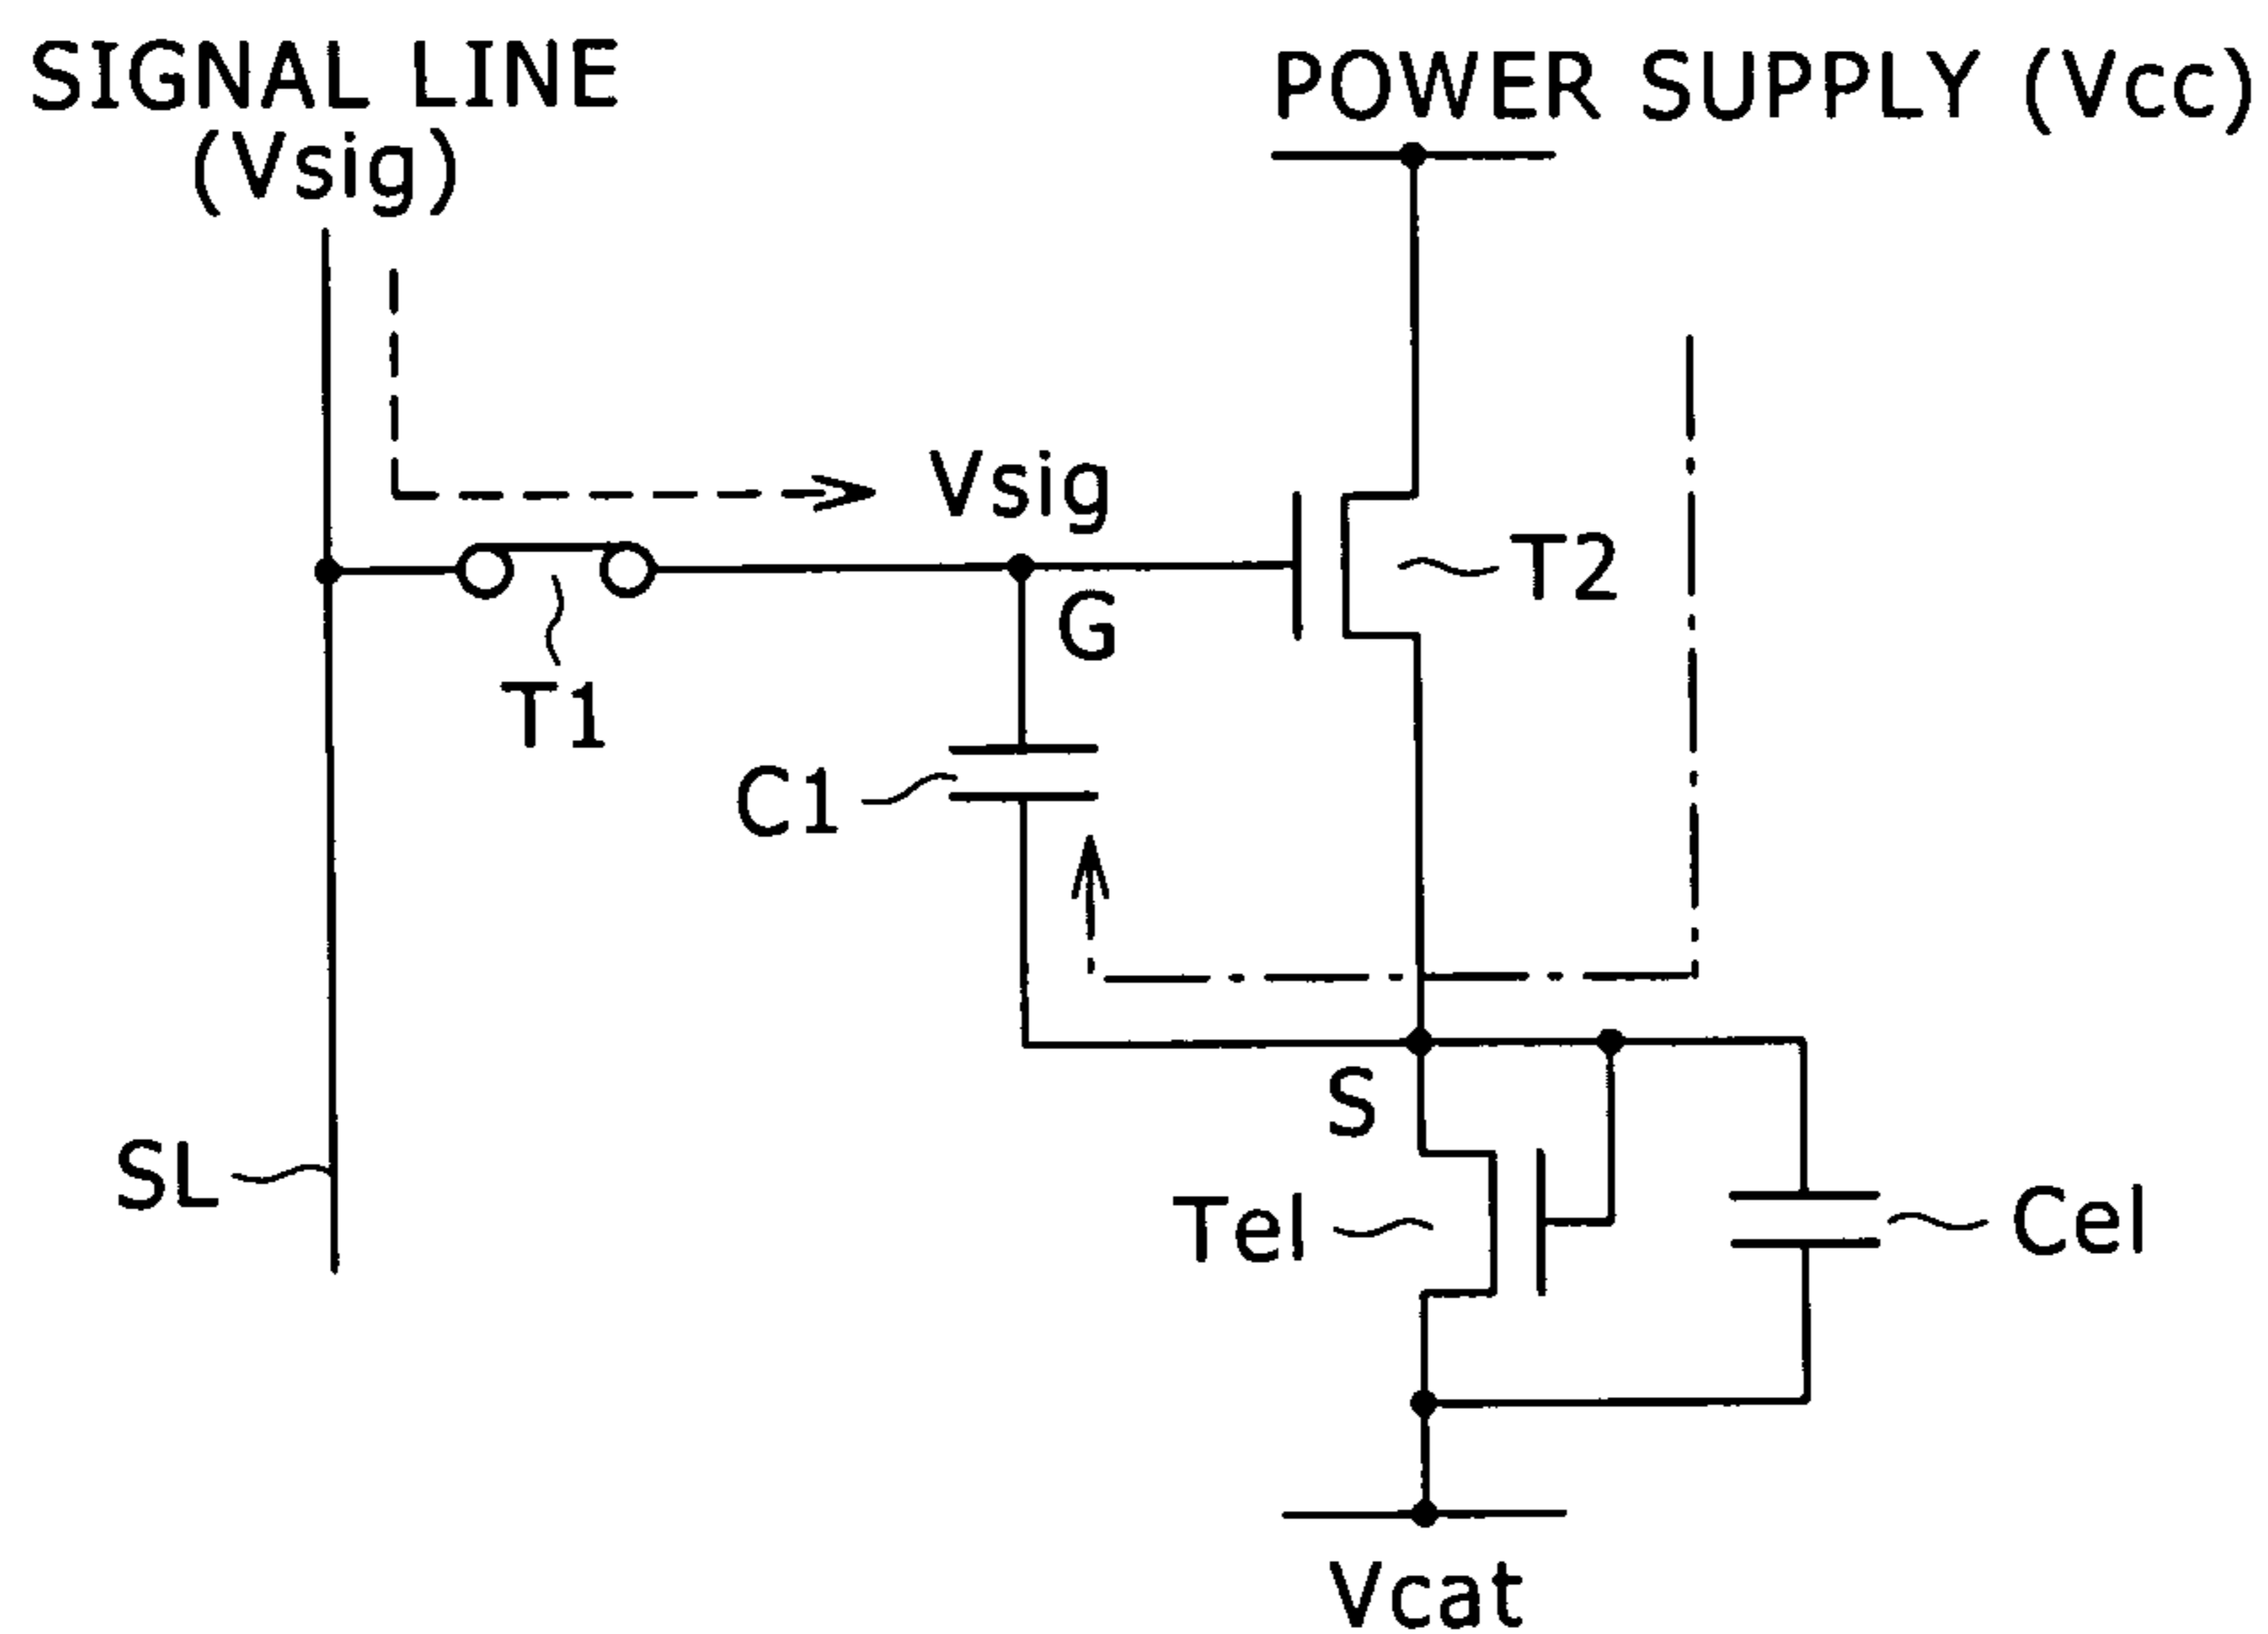 SIGNAL LINE
(Vsig)
POWER SUPPLY (Vcc)
Vsig
G
T2
T1
C1
S
SL
Tel
Cel
Vcat